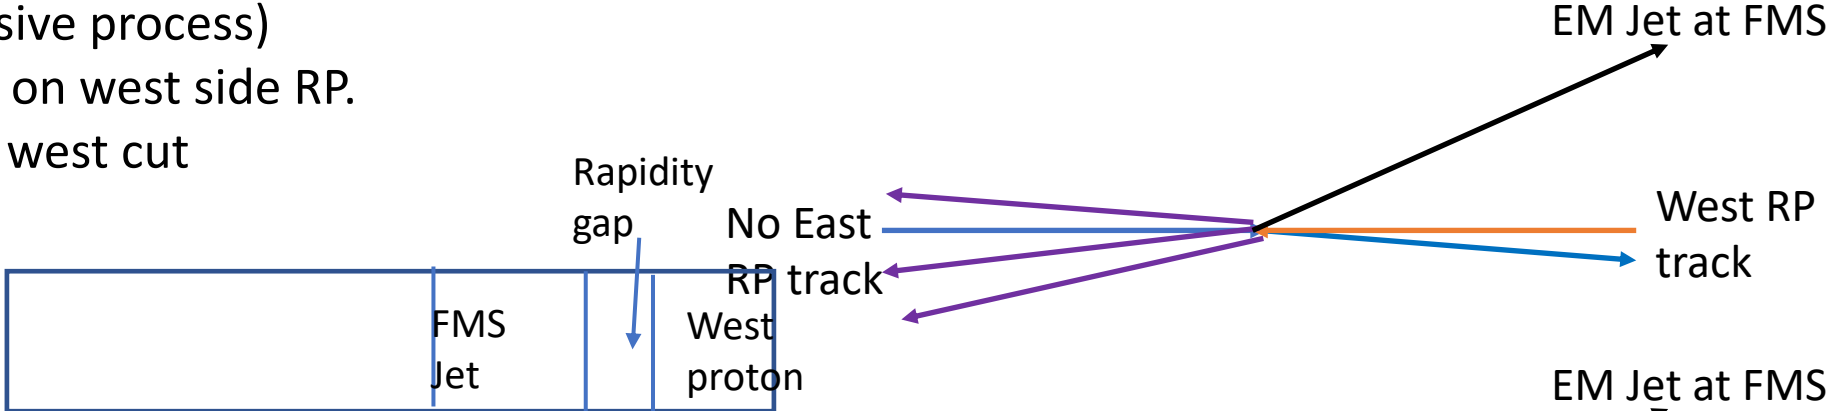 sive process)
on west side RP.
west cut
EM Jet at FMS
Rapidity
gap
No East
RP track
West RP
track
FMS
Jet
West
proton
EM Jet at FMS